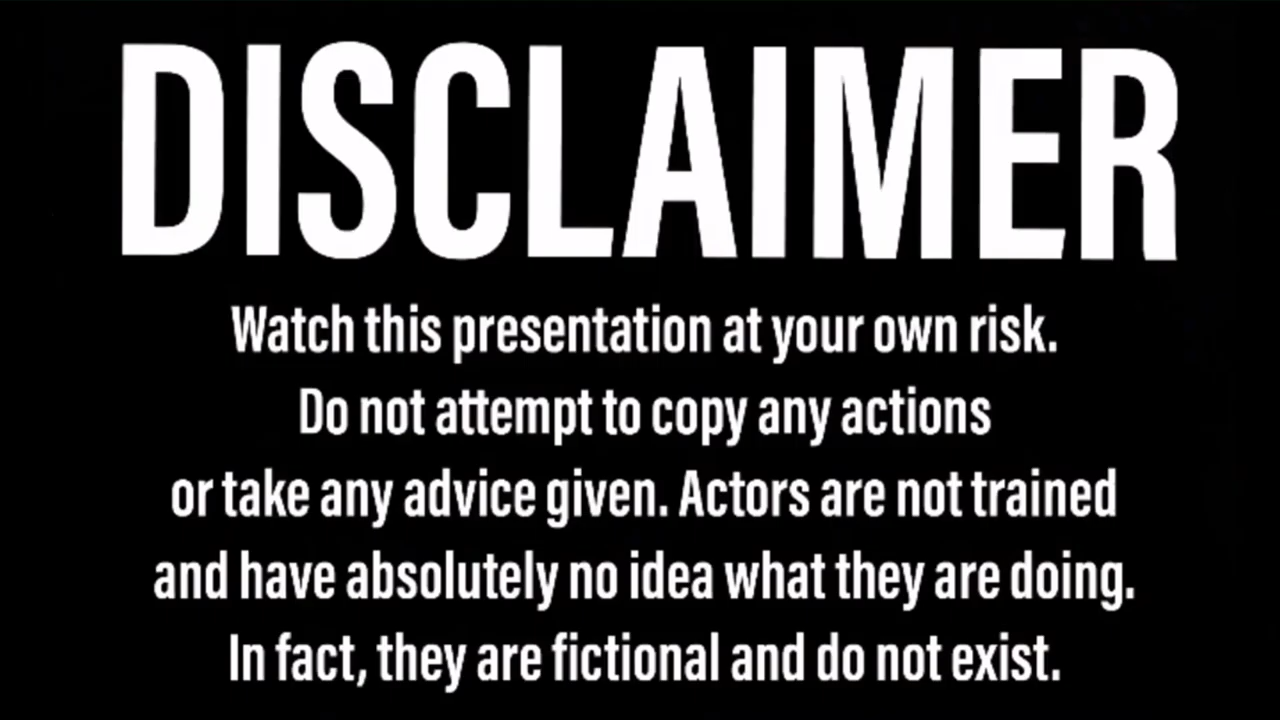 DISCLAIMER
Watch this presentation at your own risk.
Do not attempt to copy any actions
or take any advice given. Actors are not trained
and have absolutely no idea what they are doing.
In fact, they are fictional and do not exist.